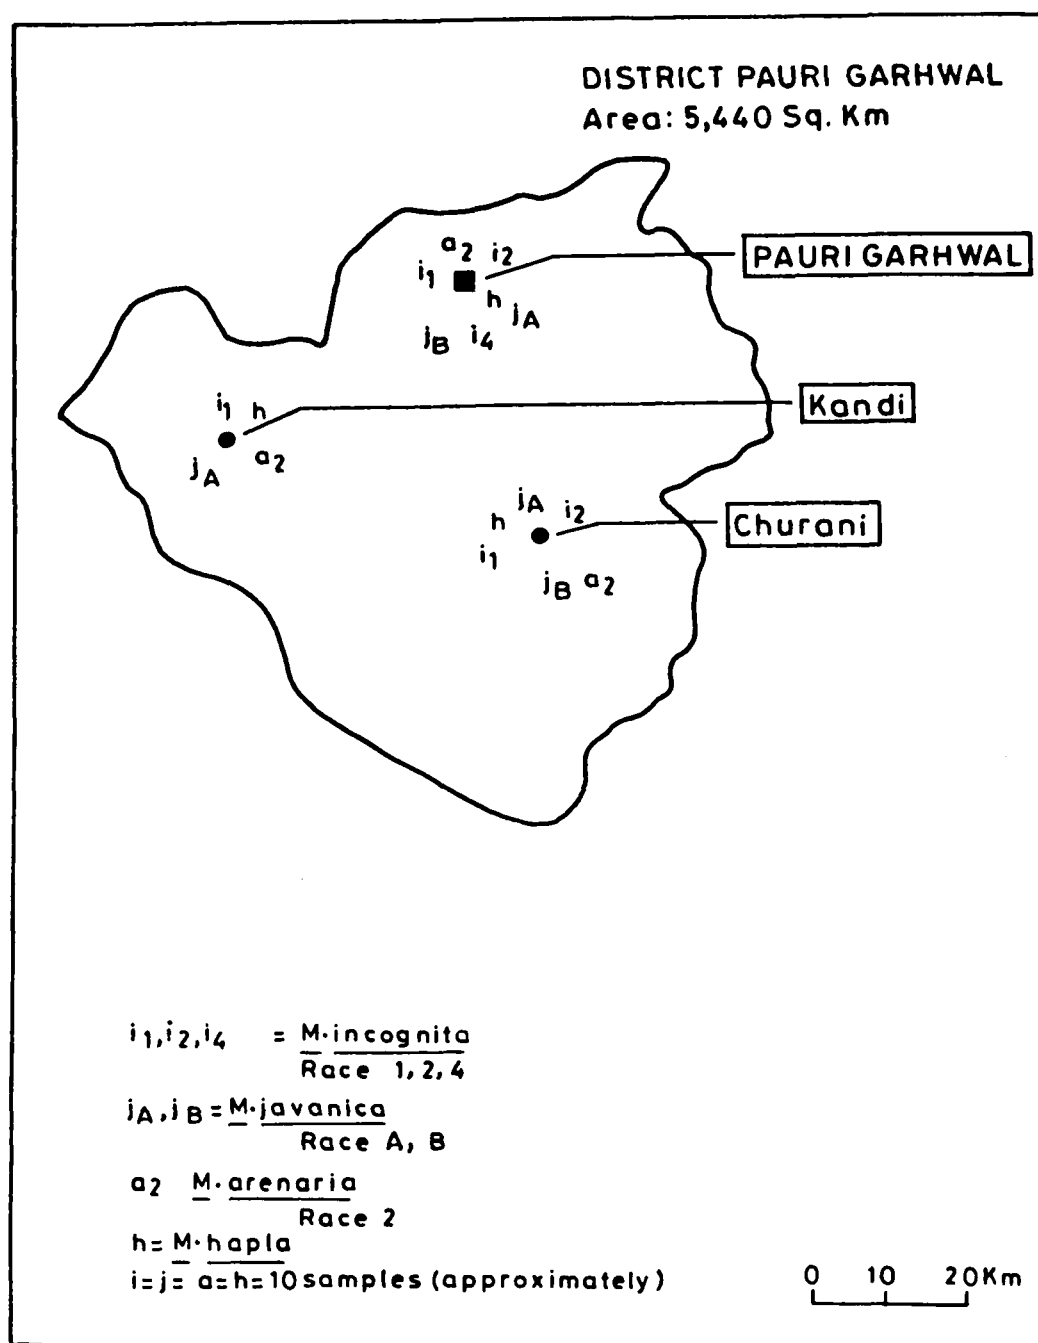 DISTRICT PAURI GARHWAL
Area: 5,440 Sq. Km
a2 i2
i1
PAURI GARHWAL
h jA
jB i4
i1 h
Kandi
jA a2
jA i2
h
Churani
i1
jB a2
i1,i2,i4 = M.incognita
Race 1,2,4
jA,jB=M.javanica
Race A, B
a2 M.arenaria
Race 2
h=M.hapla
i=j=a=h=10 samples (approximately)
0 10 20Km